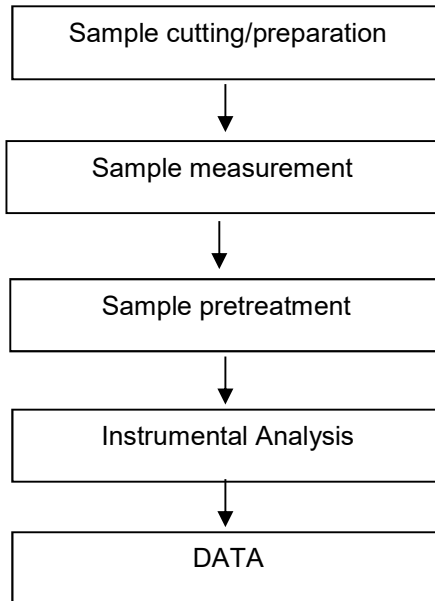 Sample cutting/preparation
Sample measurement
Sample pretreatment
Instrumental Analysis
DATA